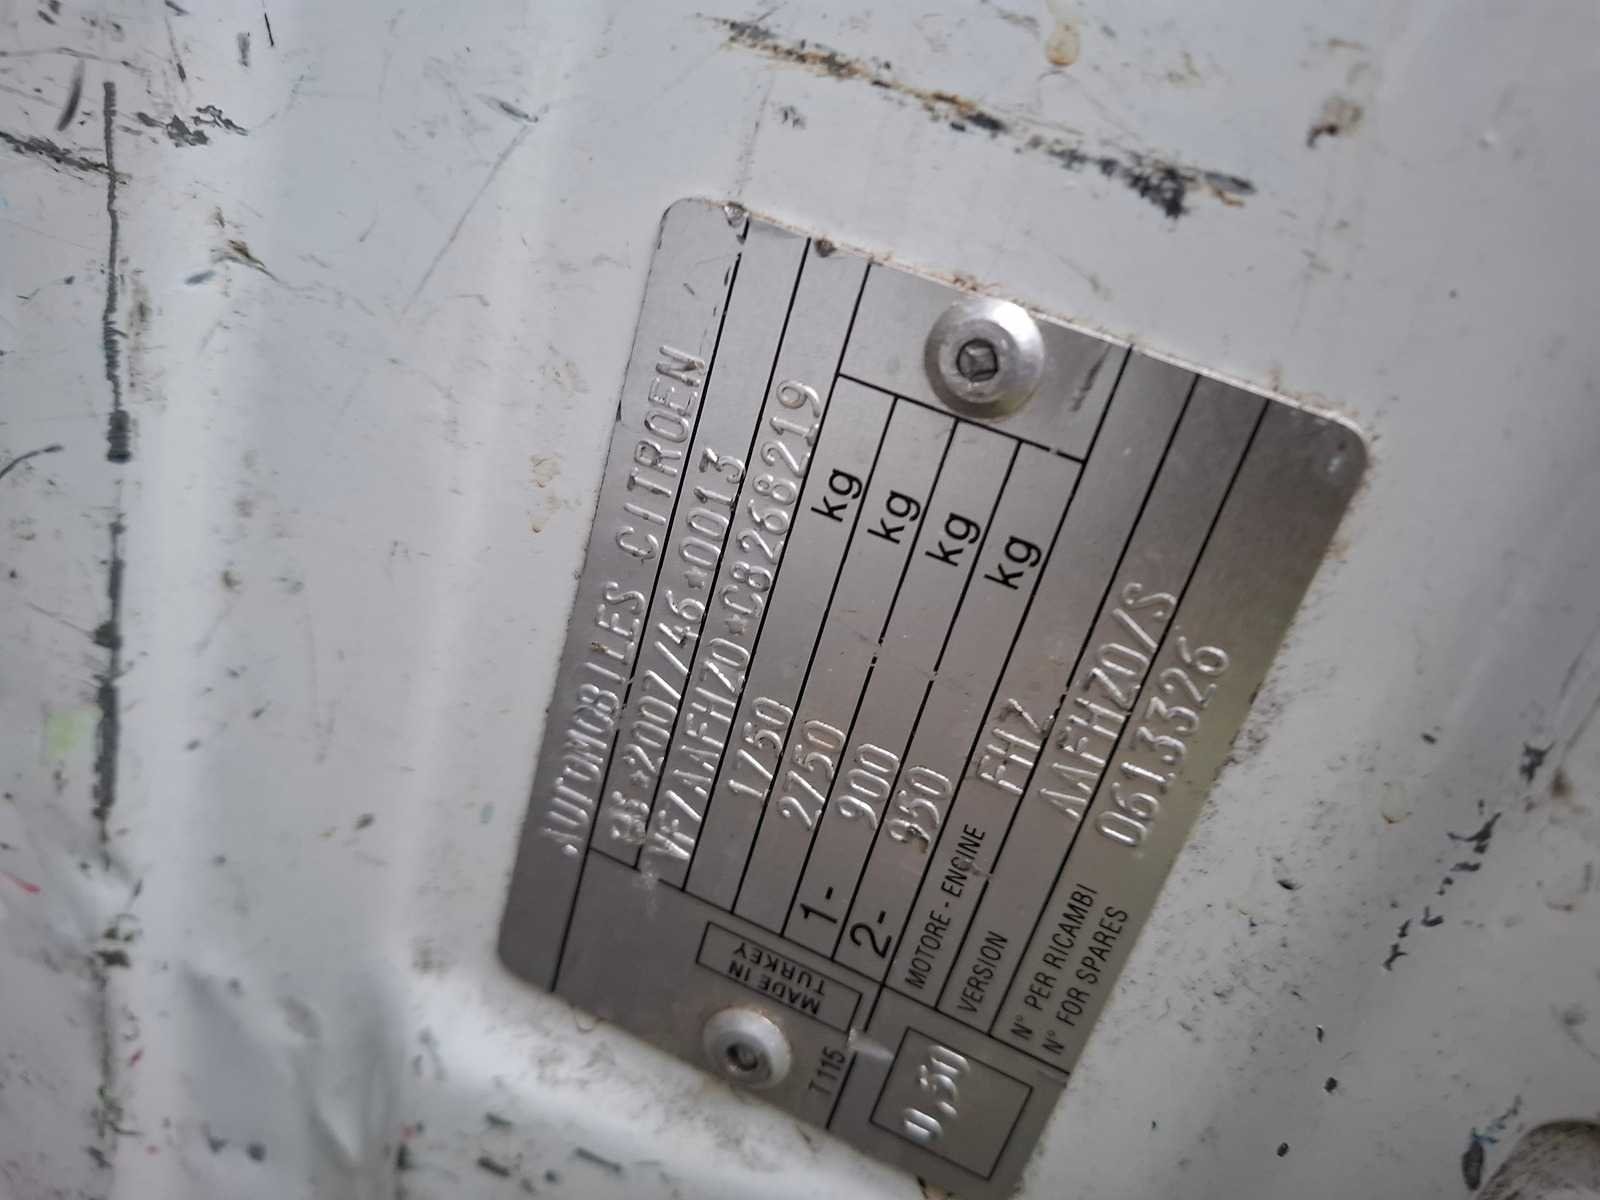 AUTOMOBILES CITROEN
*2007/46*0013
VF7AAFHZ0*C8268219
1750 kg
2750 kg
1- 900 kg
2- 950 kg
MOTORE - ENGINE FHZ
VERSION AAFHZ0/S
N° PER RICAMBI
N° FOR SPARES
0613326
MADE IN
TURKEY
T115
0,50